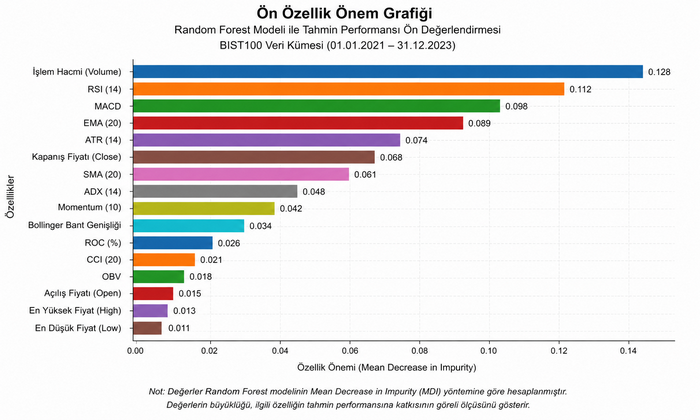 Ön Özellik Önem Grafiği
Random Forest Modeli ile Tahmin Performansı Ön Değerlendirmesi
BIST100 Veri Kümesi (01.01.2021 – 31.12.2023)
Özelllikler
İşlem Hacmi (Volume) 0.128
RSI (14) 0.112
MACD 0.098
EMA (20) 0.089
ATR (14) 0.074
Kapanış Fiyatı (Close) 0.068
SMA (20) 0.061
ADX (14) 0.048
Momentum (10) 0.042
Bollinger Bant Genişliği 0.034
ROC (%) 0.026
CCI (20) 0.021
OBV 0.018
Açılış Fiyatı (Open) 0.015
En Yüksek Fiyat (High) 0.013
En Düşük Fiyat (Low) 0.011
0.00 0.02 0.04 0.06 0.08 0.10 0.12 0.14
Özellik Önemi (Mean Decrease in Impurity)
Not: Değerler Random Forest modelinin Mean Decrease in Impurity (MDI) yöntemine göre hesaplanmıştır.
Değerlerin büyüklüğü, ilgili özelliğin tahmin performansına katkısının göreli ölçüsünü gösterir.